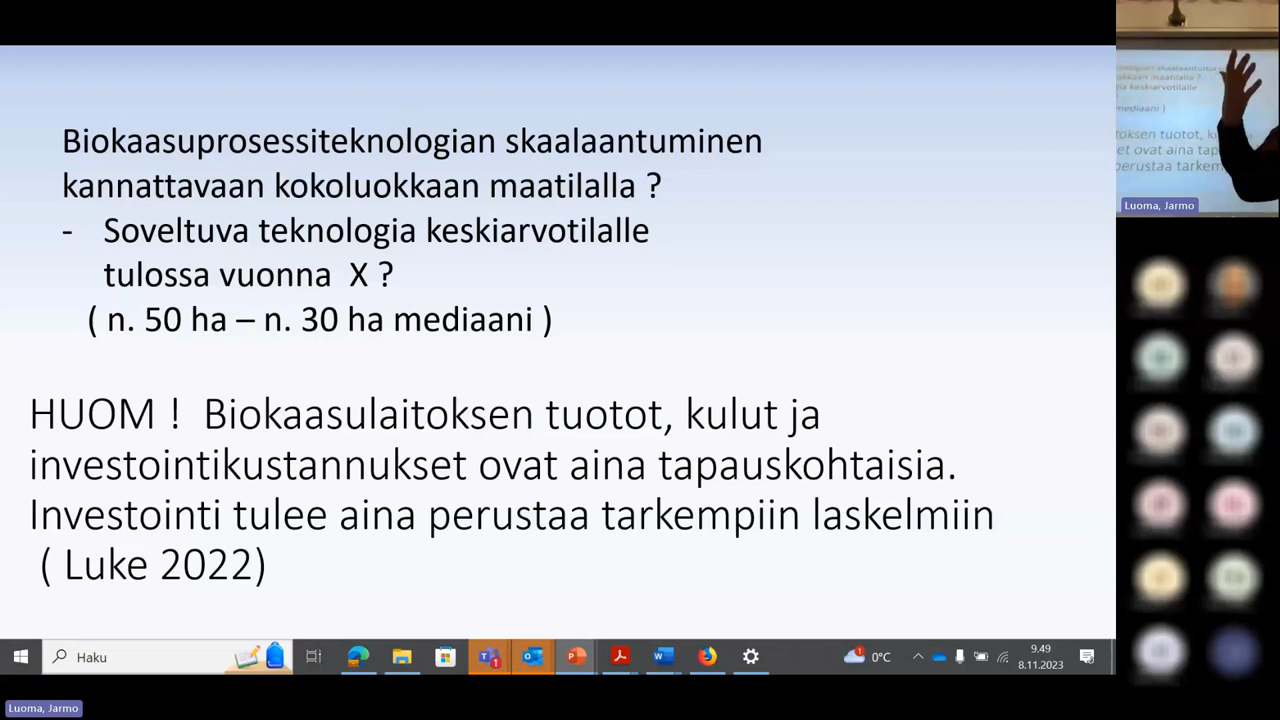 Biokaasuprosessiteknologian skaalaantuminen
kannattavaan kokoluokkaan maatilalla ?
- Soveltuva teknologia keskiarvotilalle
tulossa vuonna X ?
( n. 50 ha – n. 30 ha mediaani )
HUOM ! Biokaasulaitoksen tuotot, kulut ja
investointikustannukset ovat aina tapauskohtaisia.
Investointi tulee aina perustaa tarkempiin laskelmiin
( Luke 2022)
Haku
0°C
9.49
8.11.2023
Luoma, Jarmo
Luoma, Jarmo